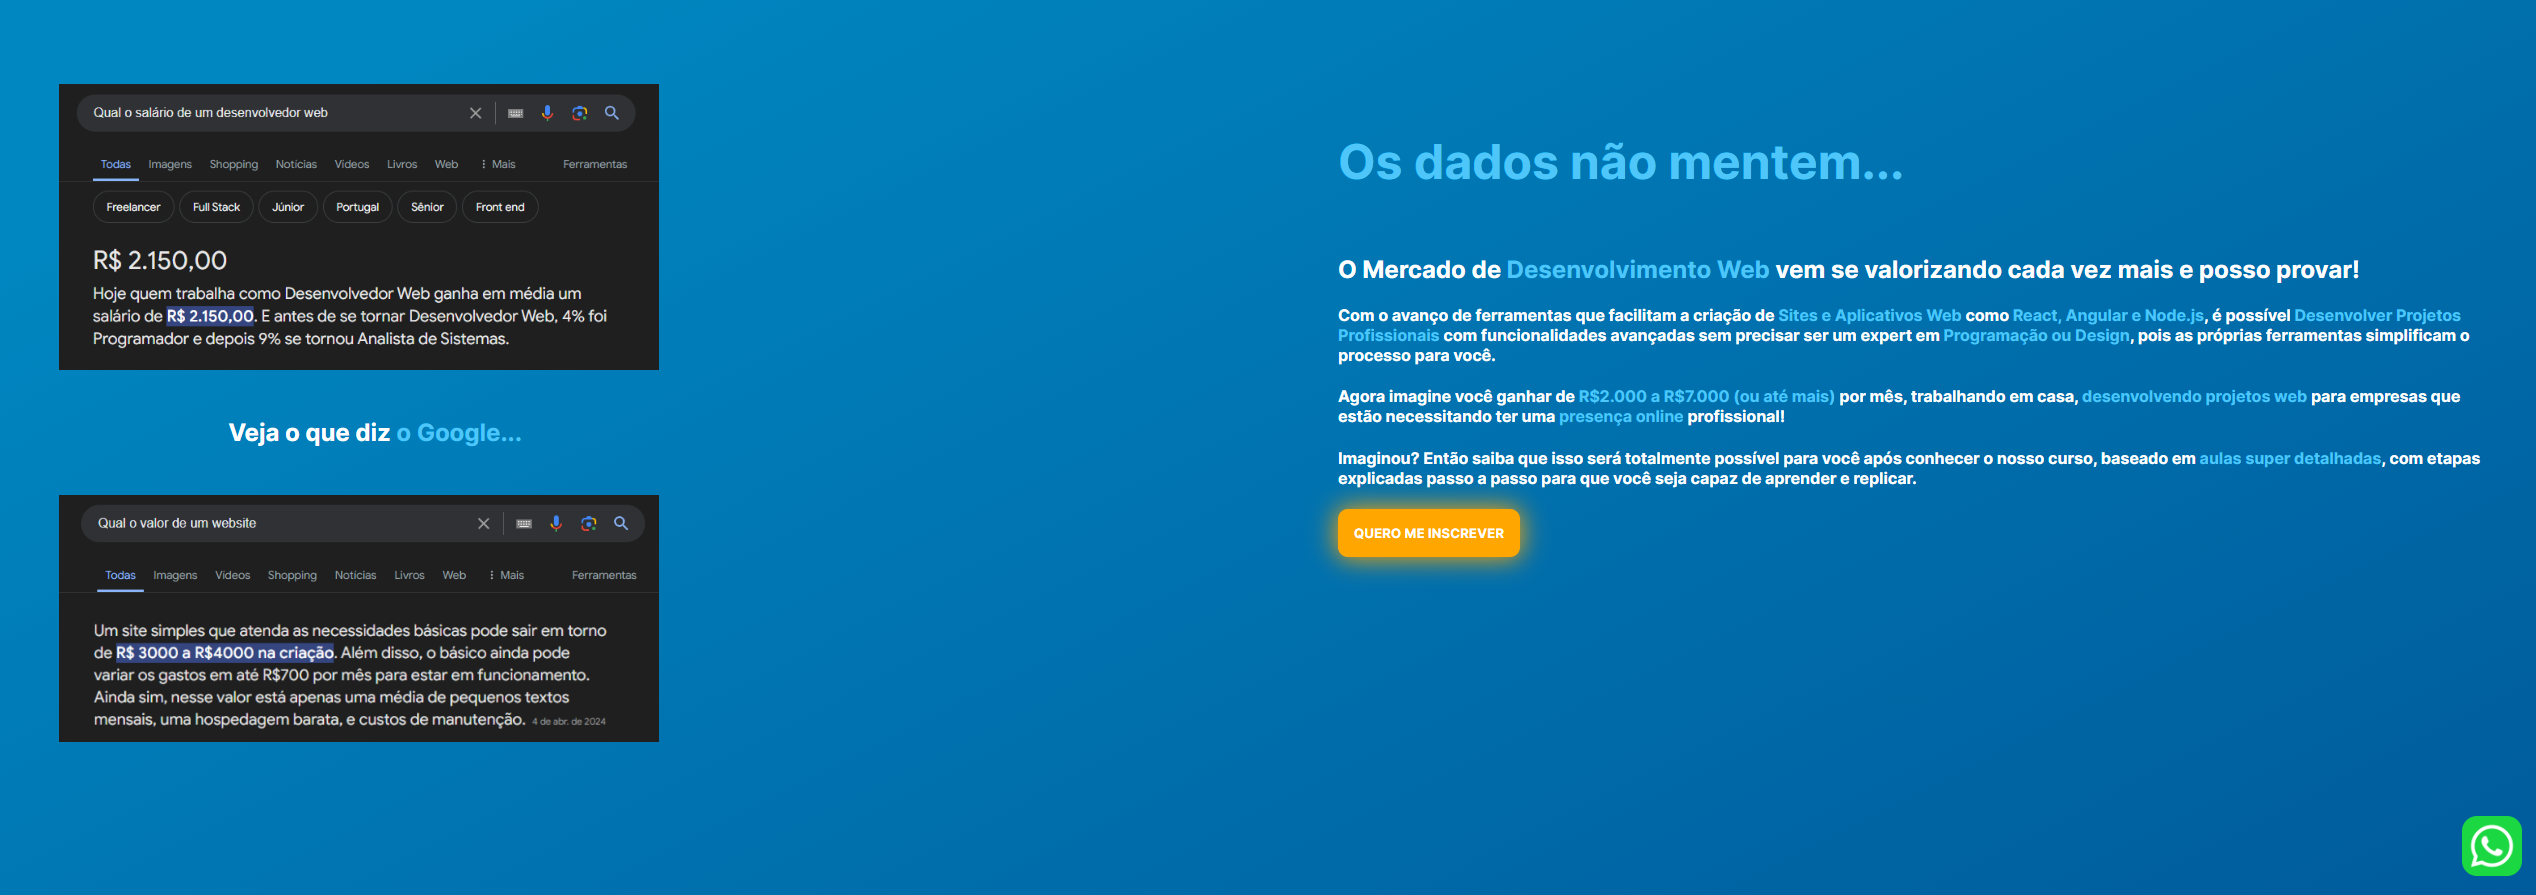 Qual o salário de um desenvolvedor web
Todas Imagens Shopping Notícias Vídeos Livros Web Mais Ferramentas
Freelancer Full Stack Júnior Portugal Sênior Front end
R$ 2.150,00
Hoje quem trabalha como Desenvolvedor Web ganha em média um
salário de R$ 2.150,00. E antes de se tornar Desenvolvedor Web, 4% foi
Programador e depois 9% se tornou Analista de Sistemas.
Veja o que diz o Google...
Qual o valor de um website
Todas Imagens Vídeos Shopping Notícias Livros Web Mais Ferramentas
Um site simples que atenda as necessidades básicas pode sair em torno
de R$ 3000 a R$4000 na criação. Além disso, o básico ainda pode
variar os gastos em até R$700 por mês para estar em funcionamento.
Ainda sim, nesse valor está apenas uma média de pequenos textos
mensais, uma hospedagem barata, e custos de manutenção. 4 de abr. de 2024
Os dados não mentem...
O Mercado de Desenvolvimento Web vem se valorizando cada vez mais e posso provar!
Com o avanço de ferramentas que facilitam a criação de Sites e Aplicativos Web como React, Angular e Node.js, é possível Desenvolver Projetos
Profissionais com funcionalidades avançadas sem precisar ser um expert em Programação ou Design, pois as próprias ferramentas simplificam o
processo para você.
Agora imagine você ganhar de R$2.000 a R$7.000 (ou até mais) por mês, trabalhando em casa, desenvolvendo projetos web para empresas que
estão necessitando ter uma presença online profissional!
Imaginou? Então saiba que isso será totalmente possível para você após conhecer o nosso curso, baseado em aulas super detalhadas, com etapas
explicadas passo a passo para que você seja capaz de aprender e replicar.
QUERO ME INSCREVER